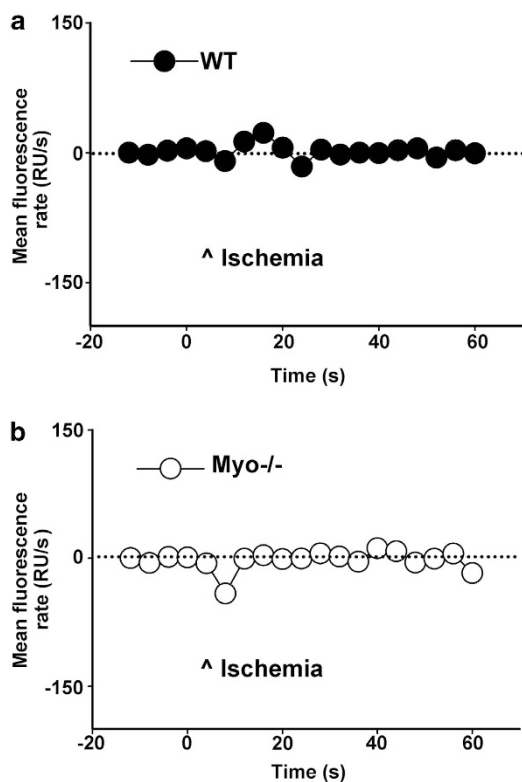 a
150
WT
Mean fluorescence
rate (RU/s)
0
^ Ischemia
-150
-20
0
20
40
60
Time (s)
b
150
Myo-/-
Mean fluorescence
rate (RU/s)
0
^ Ischemia
-150
-20
0
20
40
60
Time (s)